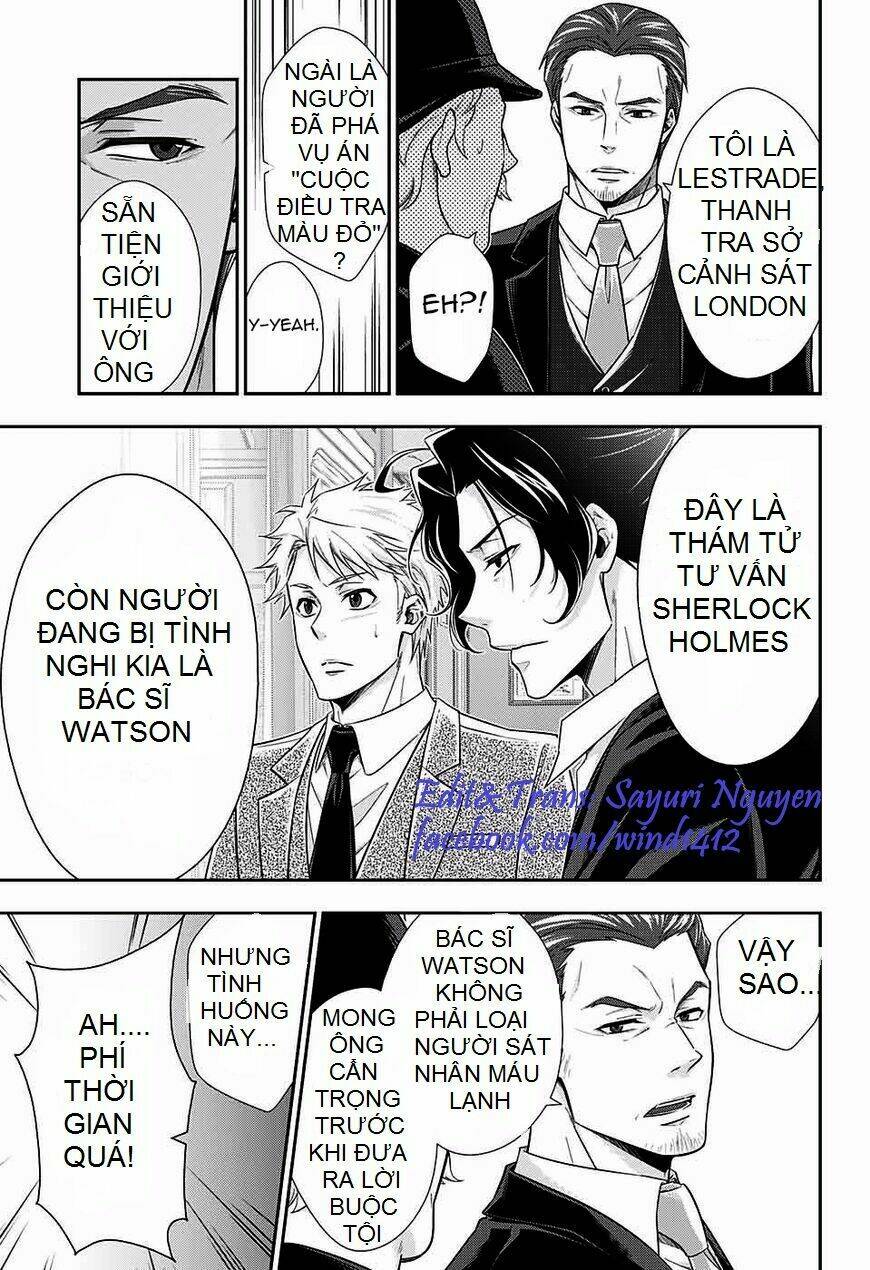 TÔI LÀ
LESTRADE,
THANH
TRA SỞ
CẢNH SÁT
LONDON
EH?!
NGÀI LÀ
NGƯỜI
ĐÃ PHÁ
VỤ ÁN
"CUỘC
ĐIỀU TRA
MÀU ĐỎ"
?
Y-YEAH.
SẴN
TIỆN
GIỚI
THIỆU
VỚI
ÔNG
ĐÂY LÀ
THÁM TỬ
TƯ VẤN
SHERLOCK
HOLMES
CÒN NGƯỜI
ĐANG BỊ TÌNH
NGHI KIA LÀ
BÁC SĨ
WATSON
Edit&Trans: Sayuri Nguyen
facebook.com/wind1412
VẬY
SAO...
BÁC SĨ
WATSON
KHÔNG
PHẢI LOẠI
NGƯỜI SÁT
NHÂN MÁU
LẠNH
MONG
ÔNG
CẨN
TRỌNG
TRƯỚC
KHI ĐƯA
RA LỜI
BUỘC
TỘI
NHƯNG
TÌNH
HUỐNG
NÀY...
AH....
PHÍ
THỜI
GIAN
QUÁ!